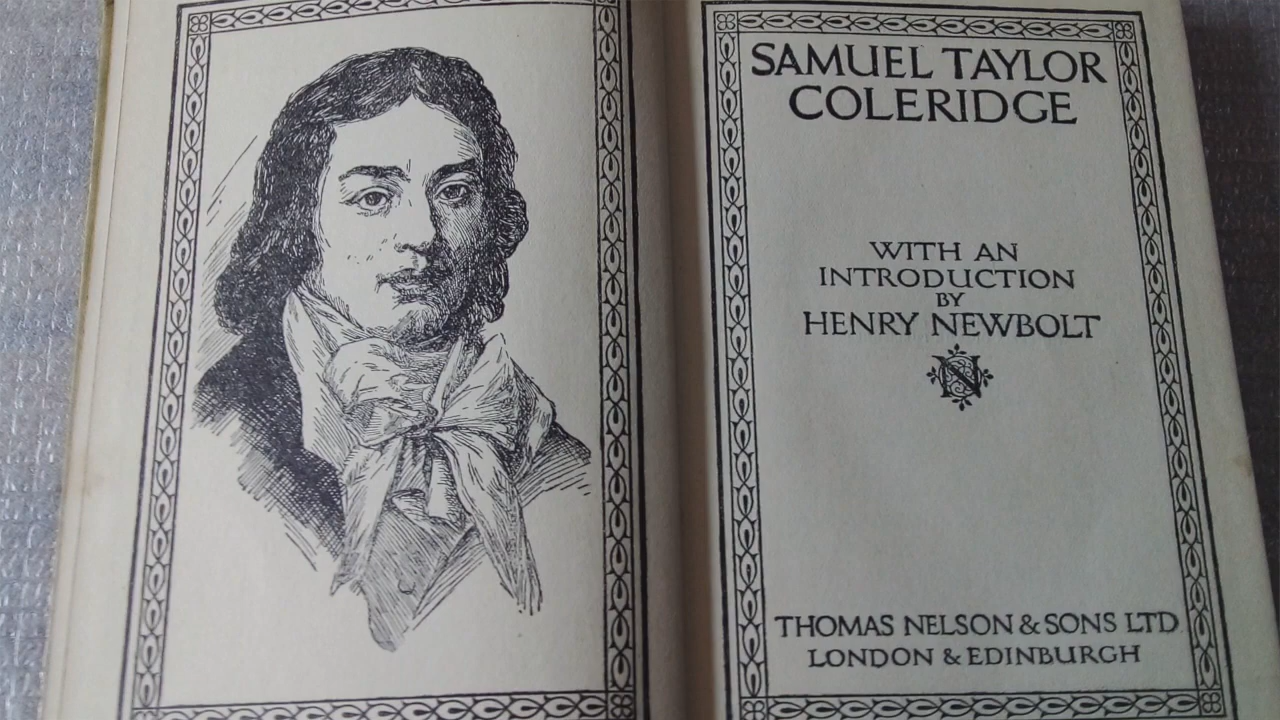 SAMUEL TAYLOR
COLERIDGE
WITH AN
INTRODUCTION
BY
HENRY NEWBOLT
N
THOMAS NELSON & SONS LTD
LONDON & EDINBURGH